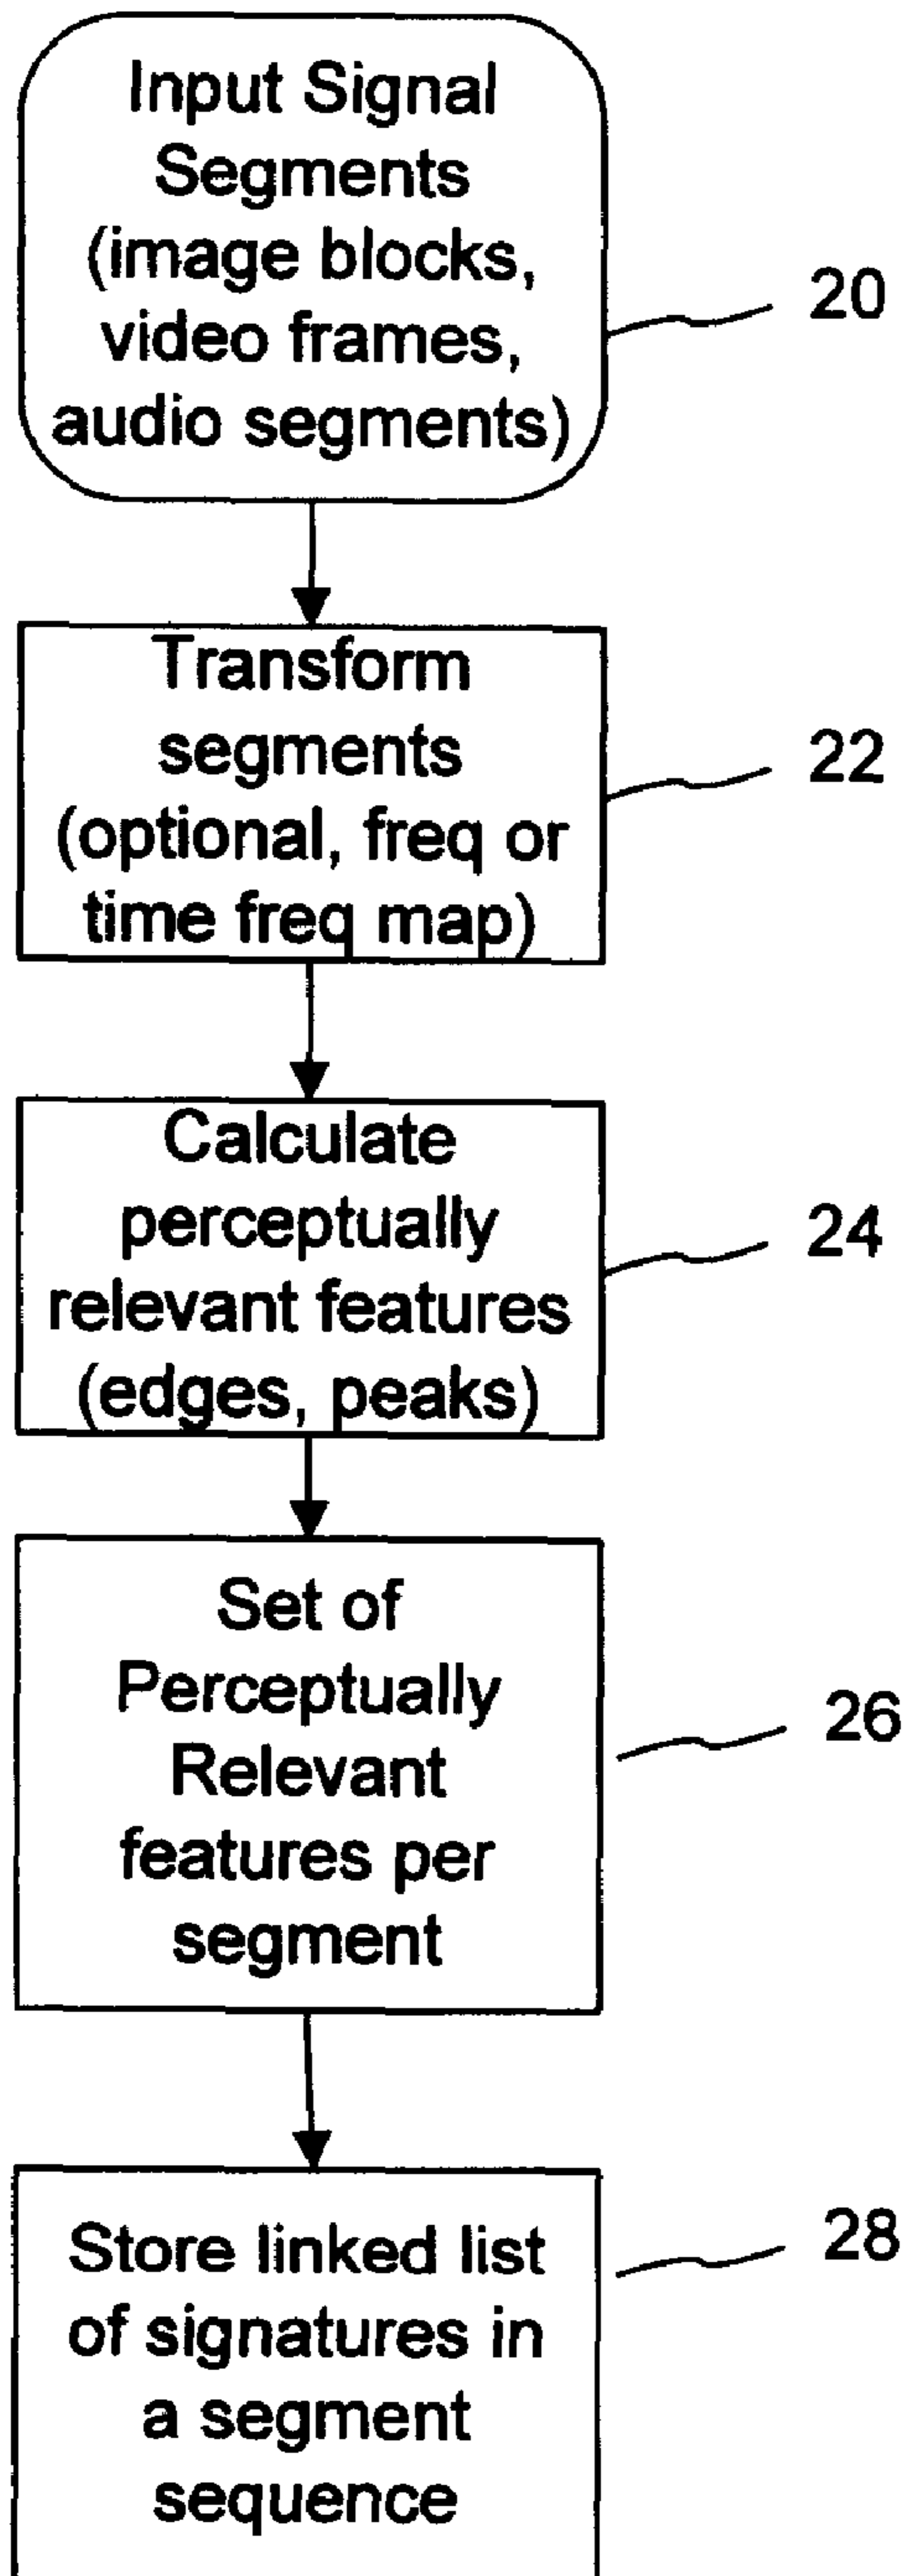 Input Signal
Segments
(image blocks,
video frames,
audio segments)
20
Transform
segments
(optional, freq or
time freq map)
22
Calculate
perceptually
relevant features
(edges, peaks)
24
Set of
Perceptually
Relevant
features per
segment
26
Store linked list
of signatures in
a segment
sequence
28